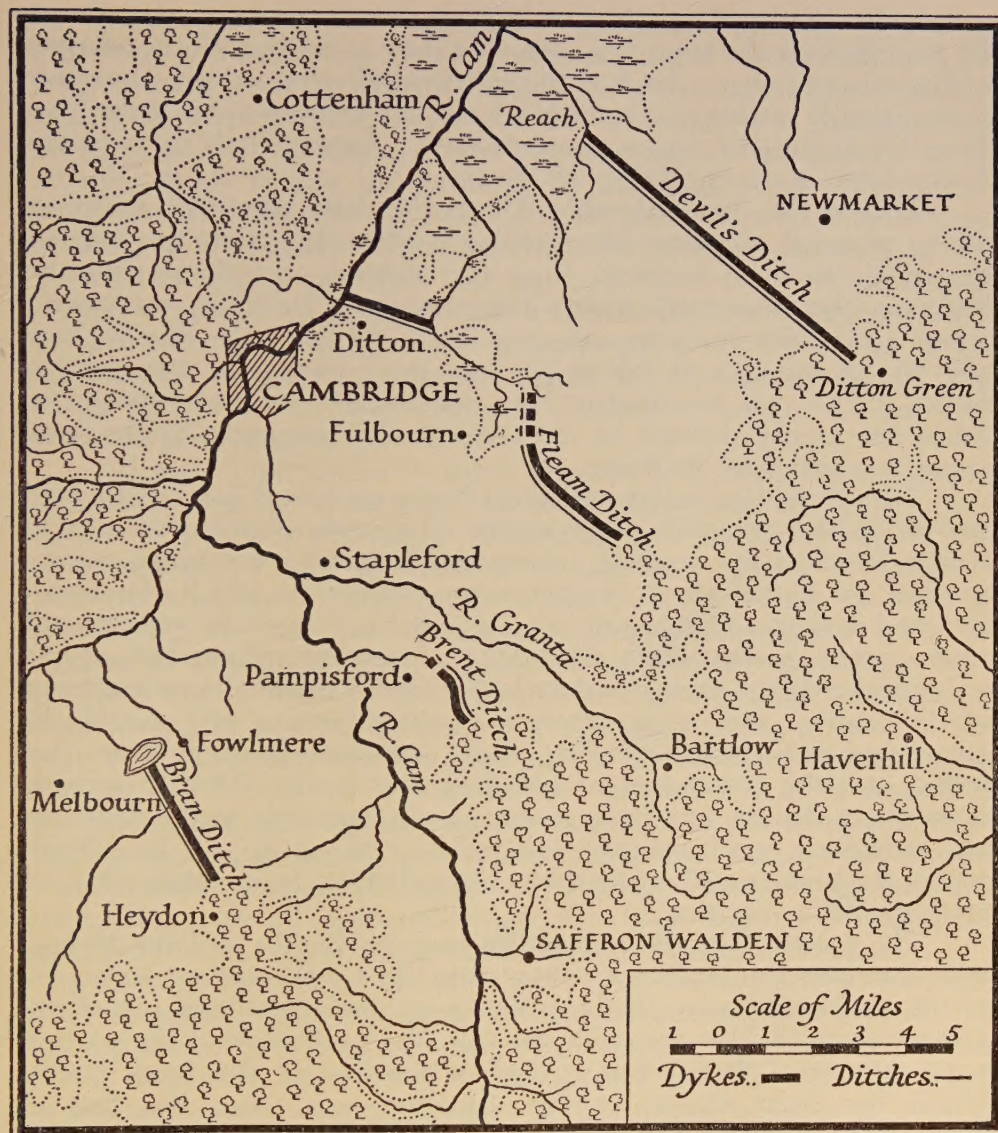 R. Cam
Cottenham
Reach
Devil's Ditch
NEWMARKET
Ditton
Ditton Green
CAMBRIDGE
Fulbourn
Fleam Ditch
Stapleford
R. Granta
Brent Ditch
Pampisford
R. Cam
Fowlmere
Bartlow
Haverhill
Melbourn
Bran Ditch
Heydon
SAFFRON WALDEN
Scale of Miles
1 0 1 2 3 4 5
Dykes.. Ditches..